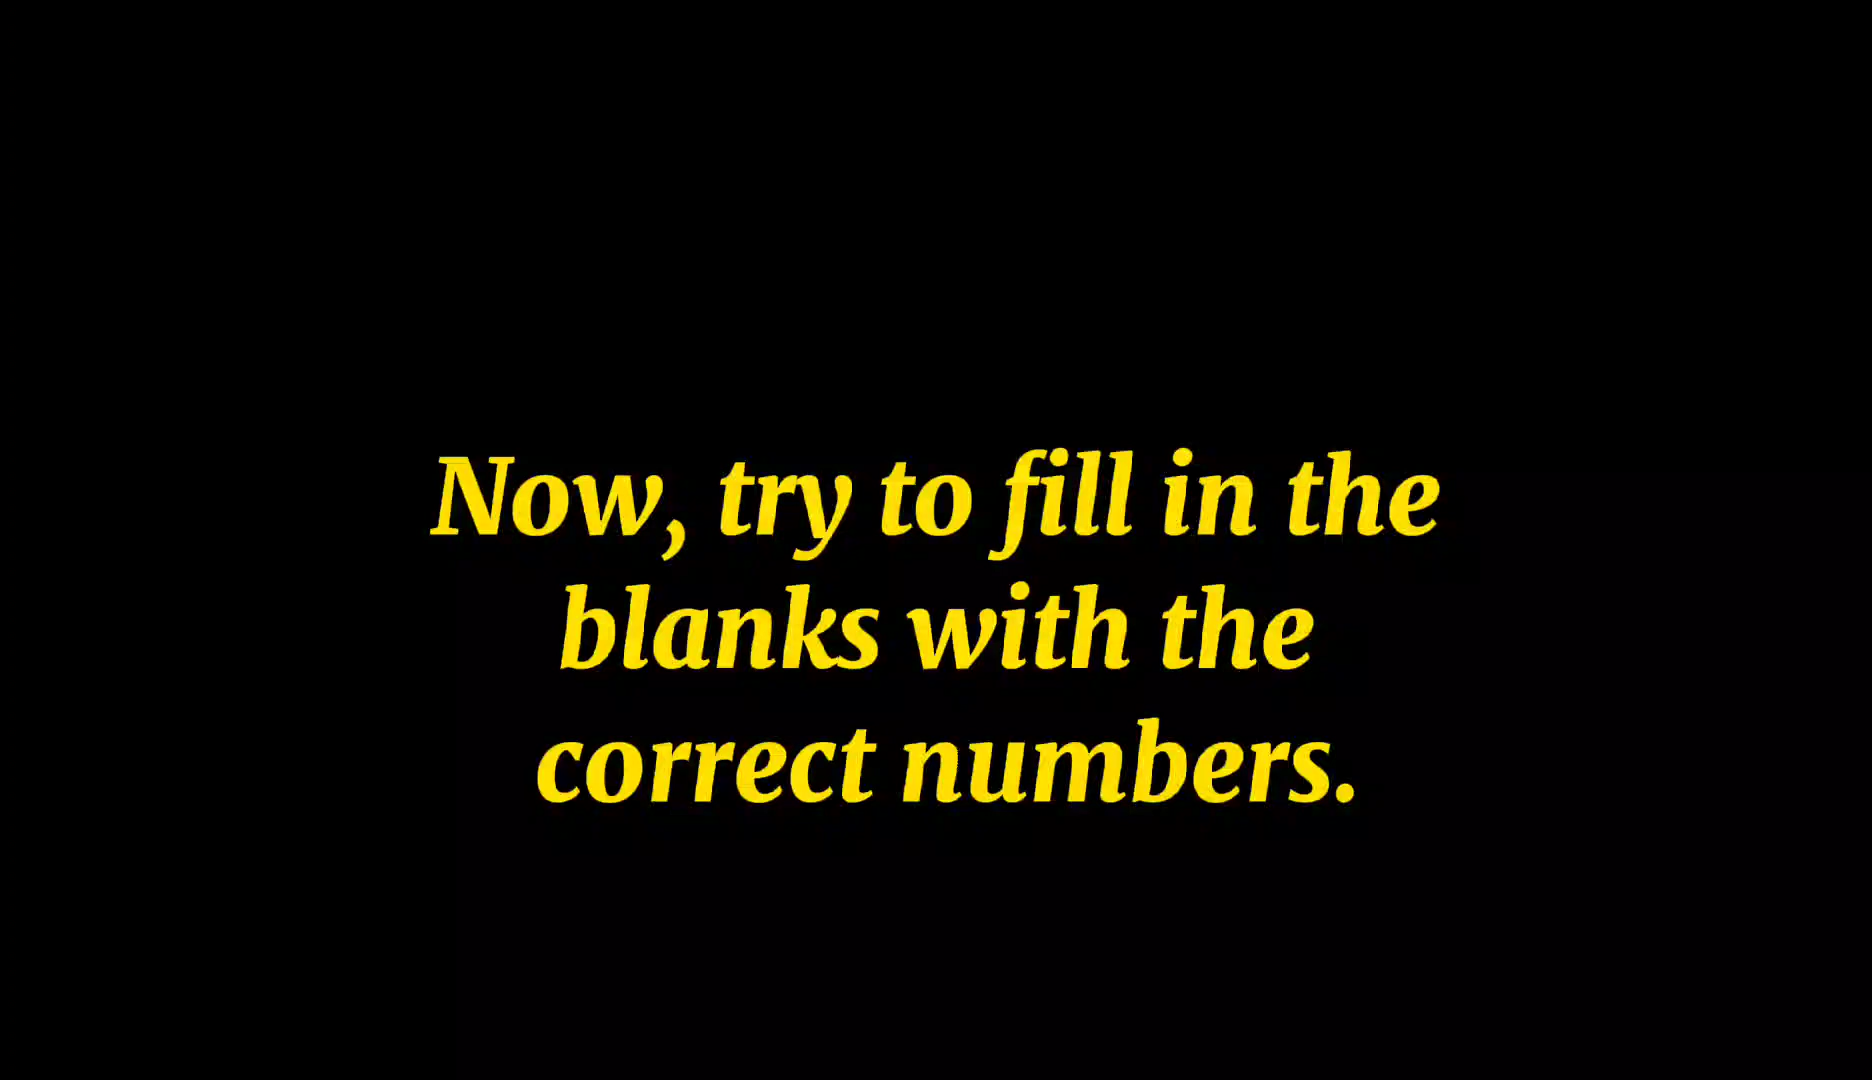 Now, try to fill in the
blanks with the
correct numbers.